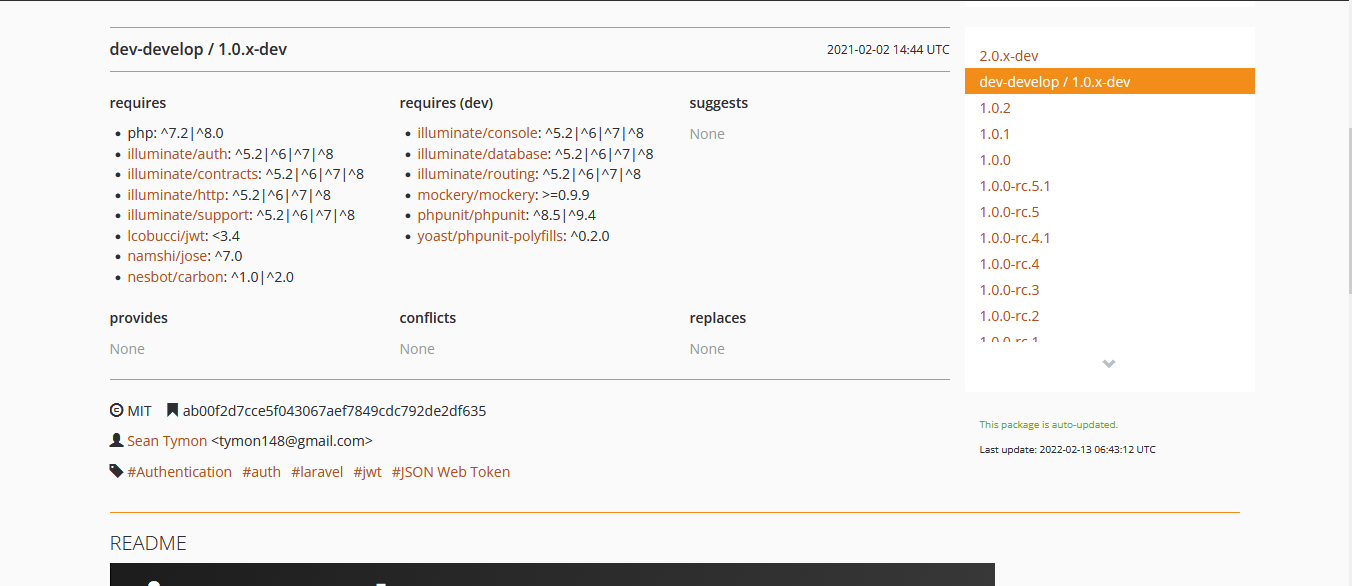 dev-develop / 1.0.x-dev
2021-02-02 14:44 UTC
requires
php: ^7.2|^8.0
illuminate/auth: ^5.2|^6|^7|^8
illuminate/contracts: ^5.2|^6|^7|^8
illuminate/http: ^5.2|^6|^7|^8
illuminate/support: ^5.2|^6|^7|^8
lcobucci/jwt: <3.4
namshi/jose: ^7.0
nesbot/carbon: ^1.0|^2.0
requires (dev)
illuminate/console: ^5.2|^6|^7|^8
illuminate/database: ^5.2|^6|^7|^8
illuminate/routing: ^5.2|^6|^7|^8
mockery/mockery: >=0.9.9
phpunit/phpunit: ^8.5|^9.4
yoast/phpunit-polyfills: ^0.2.0
suggests
None
provides
None
conflicts
None
replaces
None
MIT ab00f2d7cce5f043067aef7849cdc792de2df635
Sean Tymon <tymon148@gmail.com>
#Authentication #auth #laravel #jwt #JSON Web Token
README
2.0.x-dev
dev-develop / 1.0.x-dev
1.0.2
1.0.1
1.0.0
1.0.0-rc.5.1
1.0.0-rc.5
1.0.0-rc.4.1
1.0.0-rc.4
1.0.0-rc.3
1.0.0-rc.2
1.0.0-rc.1
This package is auto-updated.
Last update: 2022-02-13 06:43:12 UTC